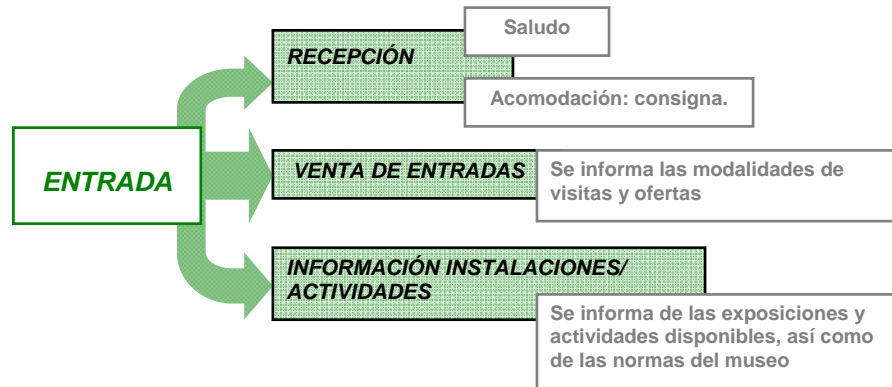 Saludo
RECEPCIÓN
Acomodación: consigna.
ENTRADA
VENTA DE ENTRADAS
Se informa las modalidades de
visitas y ofertas
INFORMACIÓN INSTALACIONES/
ACTIVIDADES
Se informa de las exposiciones y
actividades disponibles, así como
de las normas del museo